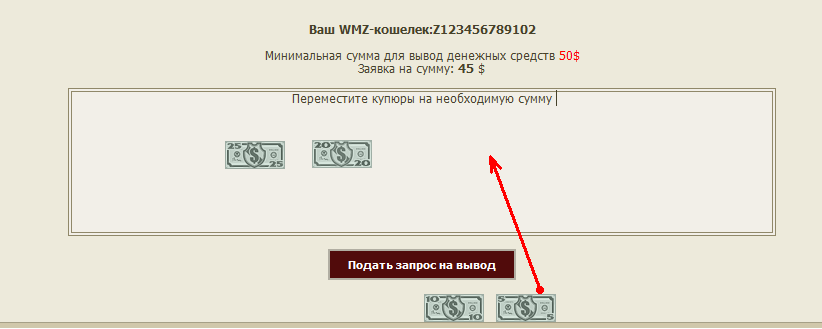 Ваш WMZ-кошелек:Z123456789102
Минимальная сумма для вывод денежных средств 50$
Заявка на сумму: 45 $
Переместите купюры на необходимую сумму
25 25
20 20
Подать запрос на вывод
10 10
5 5